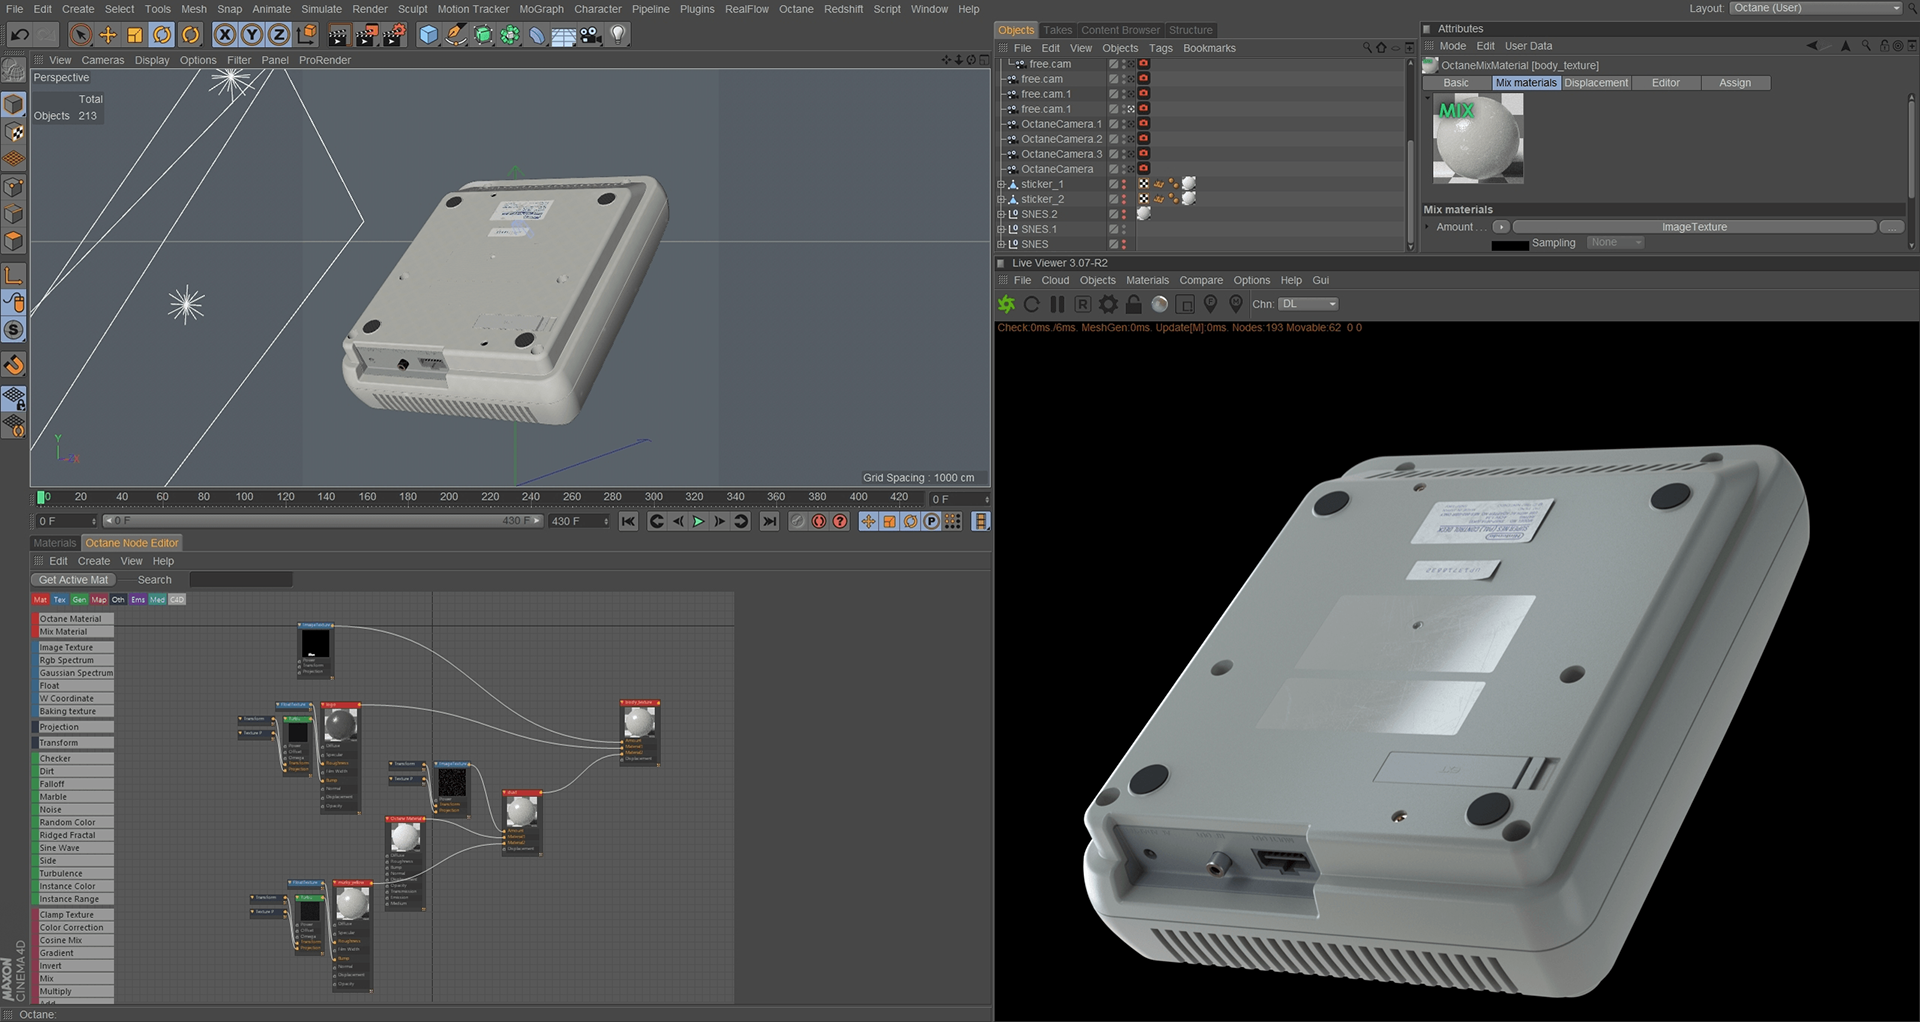 File Edit Create Select Tools Mesh Snap Animate Simulate Render Sculpt Motion Tracker MoGraph Character Pipeline Plugins RealFlow Octane Redshift Script Window Help
Layout: Octane (User)
View Cameras Display Options Filter Panel ProRender
Perspective
Total
Objects 213
Grid Spacing : 1000 cm
0 20 40 60 80 100 120 140 160 180 200 220 240 260 280 300 320 340 360 380 400 420
0 F
0 F
0 F
430 F
430 F
Materials
Octane Node Editor
Edit Create View Help
Get Active Mat
Search
Mat Tex Gen Map Oth Ems Med C4D
Octane Material
Mix Material
Image Texture
Rgb Spectrum
Gaussian Spectrum
Float
W Coordinate
Baking texture
Projection
Transform
Checker
Dirt
Falloff
Marble
Noise
Random Color
Ridged Fractal
Sine Wave
Side
Turbulence
Instance Color
Instance Range
Clamp Texture
Color Correction
Cosine Mix
Gradient
Invert
Mix
Multiply
MAXON
CINEMA 4D
Octane:
Objects Takes Content Browser Structure
File Edit View Objects Tags Bookmarks
free.cam
free.cam
free.cam.1
free.cam.1
OctaneCamera.1
OctaneCamera.2
OctaneCamera.3
OctaneCamera
sticker_1
sticker_2
SNES.2
SNES.1
SNES
Attributes
Mode Edit User Data
OctaneMixMaterial [body_texture]
Basic
Mix materials
Displacement
Editor
Assign
MIX
Mix materials
Amount . . .
ImageTexture
...
Sampling
None
Live Viewer 3.07-R2
File Cloud Objects Materials Compare Options Help Gui
Chn:
DL
Check:0ms./6ms. MeshGen:0ms. Update[M]:0ms. Nodes:193 Movable:62 0 0